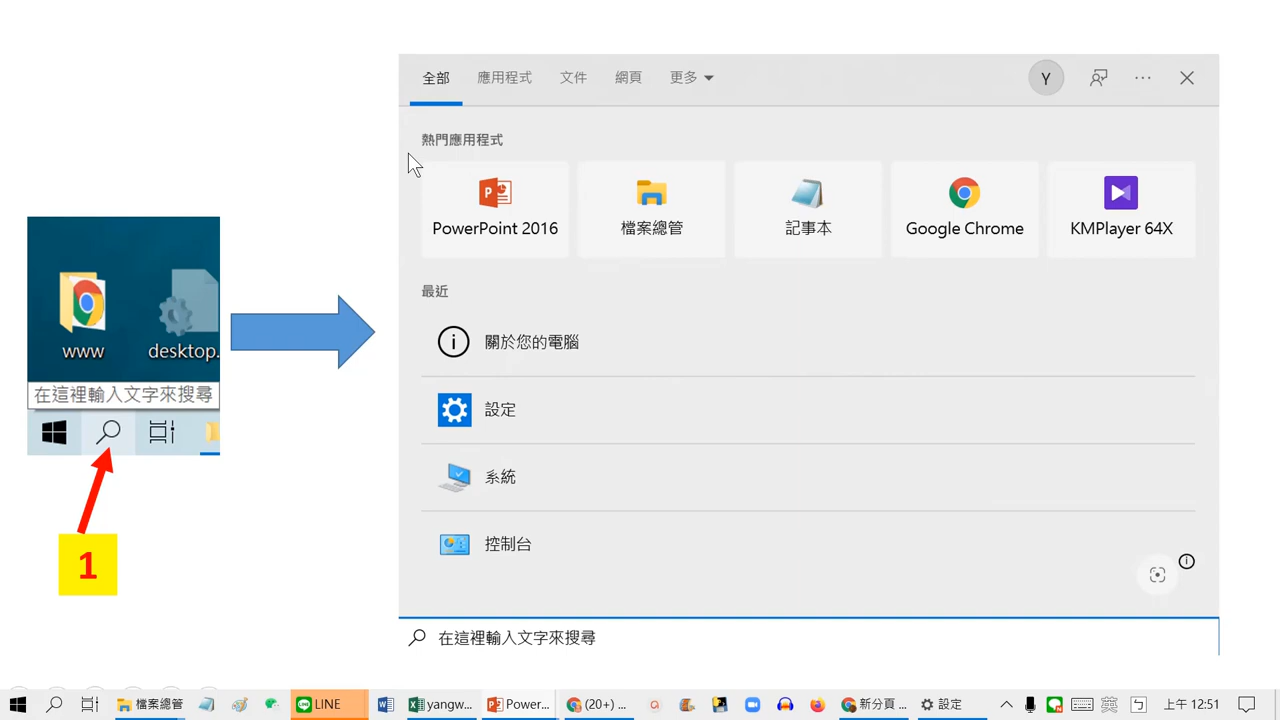 全部 應用程式 文件 網頁 更多 Y
熱門應用程式
PowerPoint 2016 檔案總管 記事本 Google Chrome KMPlayer 64X
最近
關於您的電腦
設定
系統
控制台
在這裡輸入文字來搜尋
www desktop.
在這裡輸入文字來搜尋
1
檔案總管 LINE yangw... Power... (20+) ... 新分頁 ... 設定 英 上午 12:51